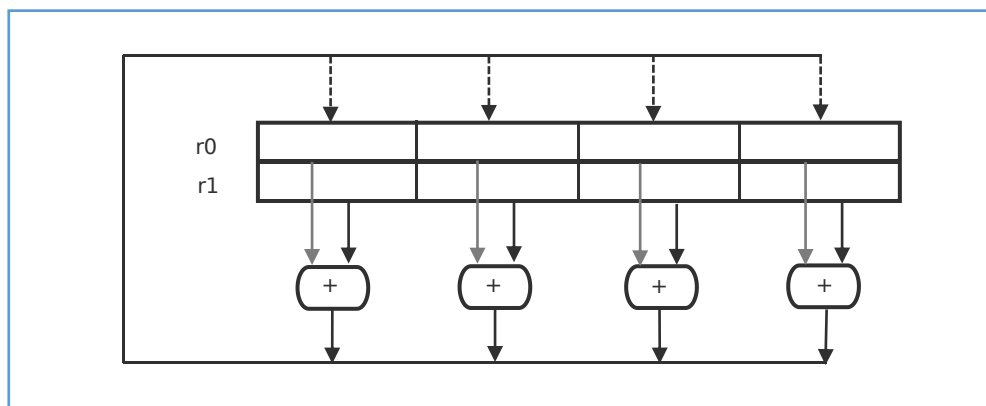 r0
r1
+ + + +